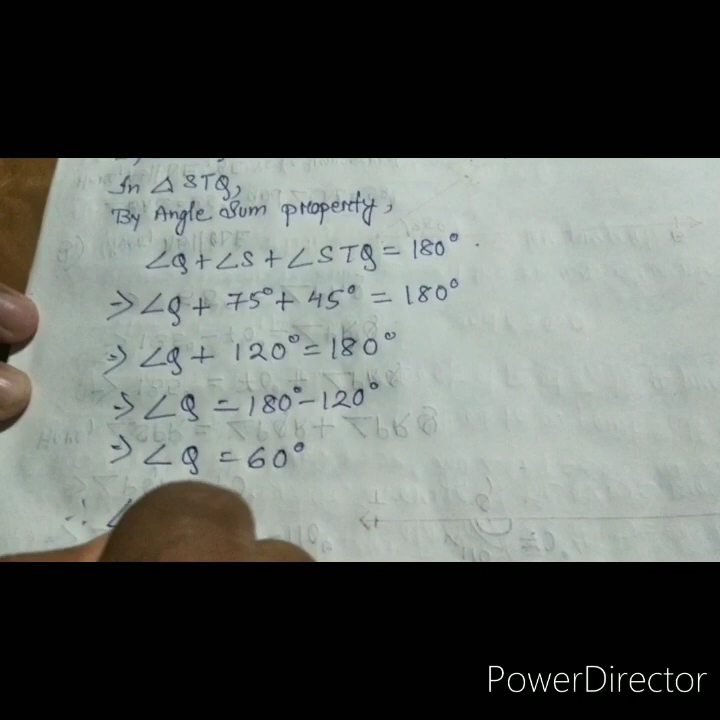 In △STQ,
By Angle Sum property,
∠Q+∠S+∠STQ=180°.
⇒∠Q+75°+45°=180°
⇒∠Q+120°=180°
⇒∠Q=180°-120°
⇒∠Q=60°
∴ ∠
PowerDirector